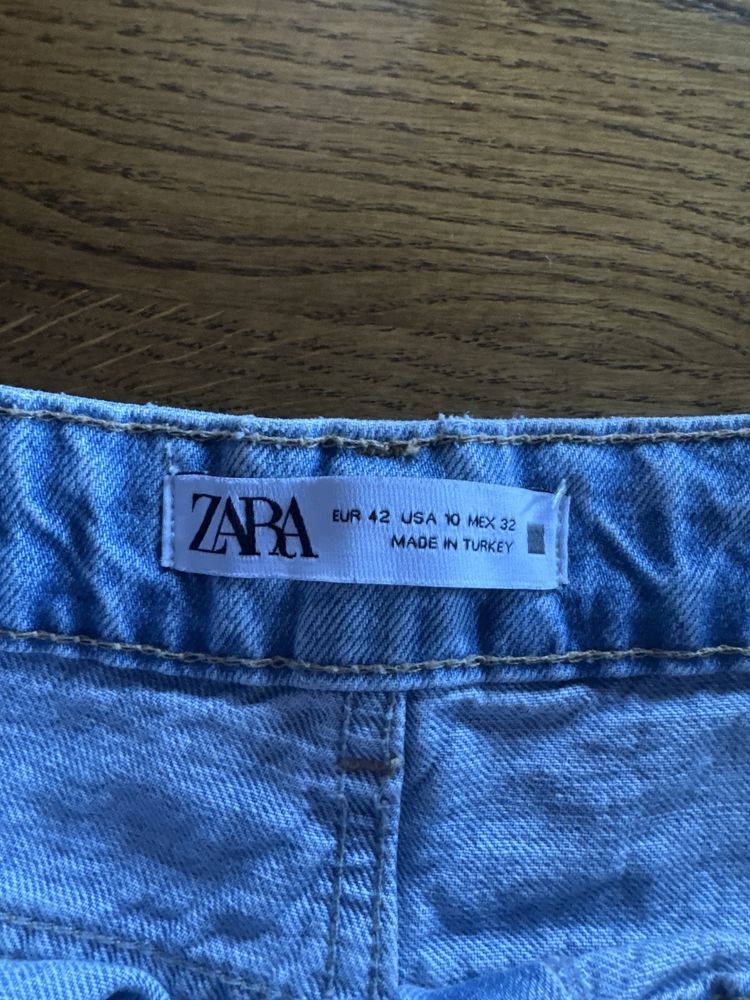 ZARA
EUR 42 USA 10 MEX 32
MADE IN TURKEY